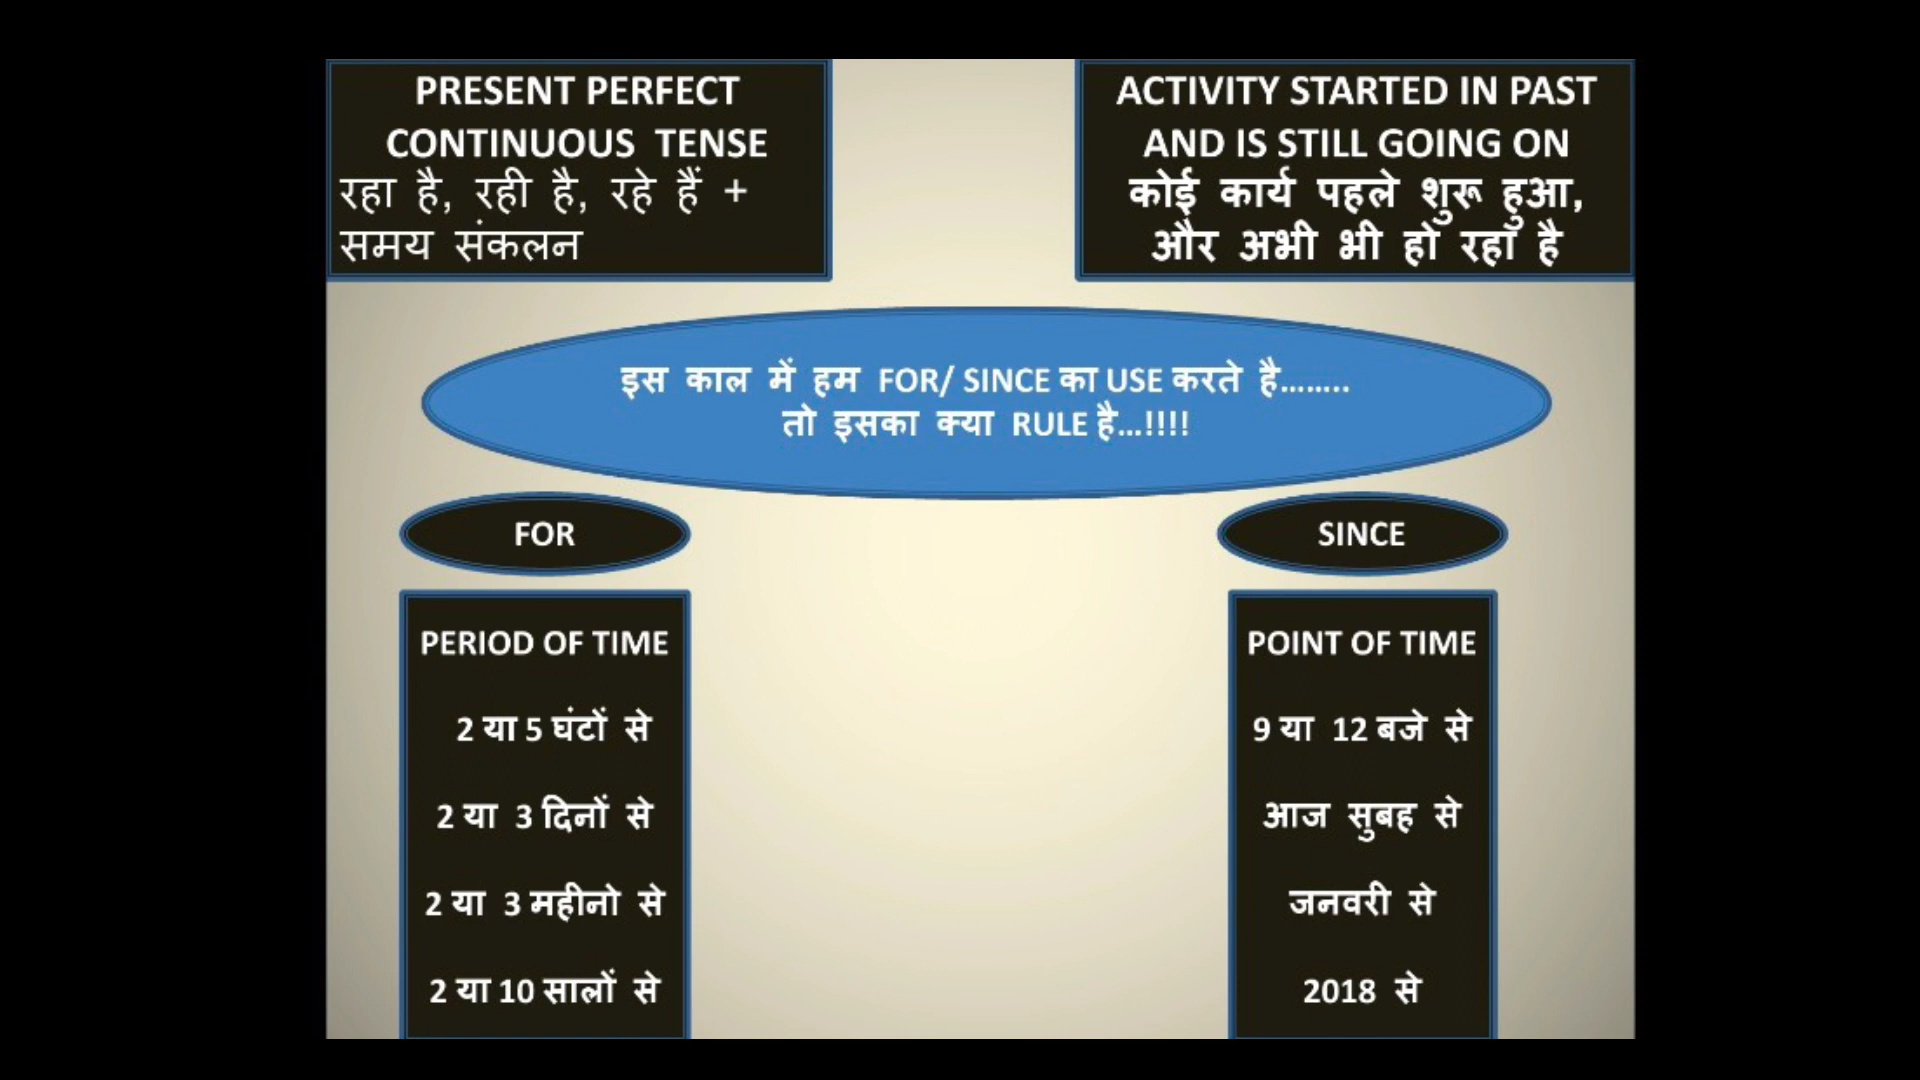 PRESENT PERFECT
CONTINUOUS TENSE
रहा है, रही है, रहे हैं +
समय संकलन
ACTIVITY STARTED IN PAST
AND IS STILL GOING ON
कोई कार्य पहले शुरू हुआ,
और अभी भी हो रहा है
इस काल में हम FOR/ SINCE का USE करते है........
तो इसका क्या RULE है...!!!!
FOR
SINCE
PERIOD OF TIME
2 या 5 घंटों से
2 या 3 दिनों से
2 या 3 महीनो से
2 या 10 सालों से
POINT OF TIME
9 या 12 बजे से
आज सुबह से
जनवरी से
2018 से